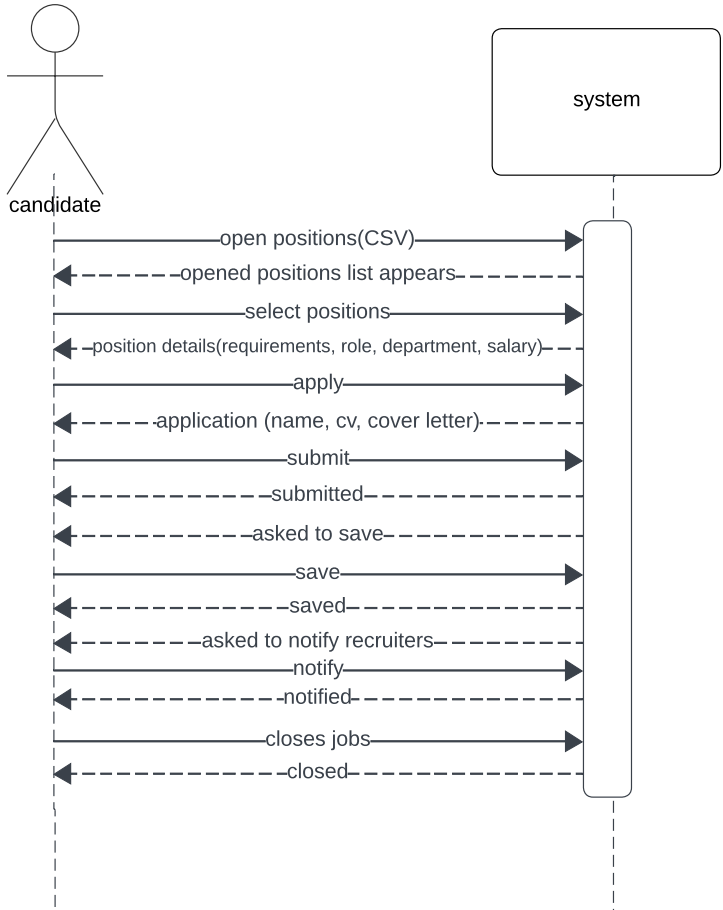 system
candidate
open positions(CSV)
opened positions list appears
select positions
position details(requirements, role, department, salary)
apply
application (name, cv, cover letter)
submit
submitted
asked to save
save
saved
asked to notify recruiters
notify
notified
closes jobs
closed